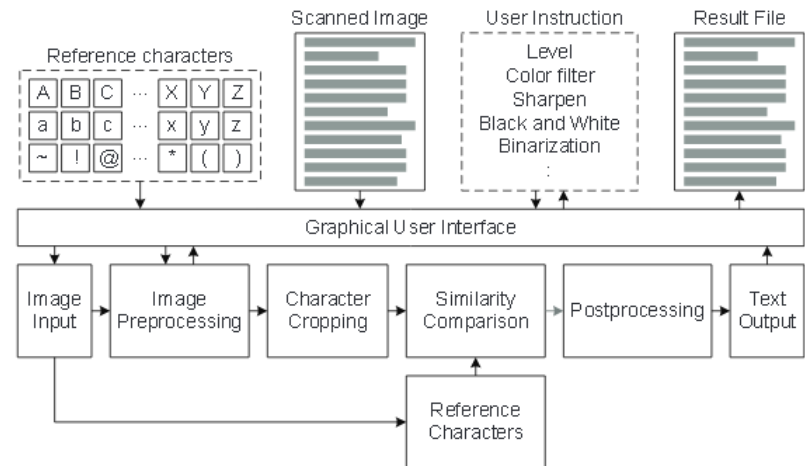 Scanned Image
User Instruction
Result File
Reference characters
A B C ... X Y Z
a b c ... x y z
~ ! @ ... * ( )
Level
Color filter
Sharpen
Black and White
Binarization
:
Graphical User Interface
Image
Input
Image
Preprocessing
Character
Cropping
Similarity
Comparison
Postprocessing
Text
Output
Reference
Characters